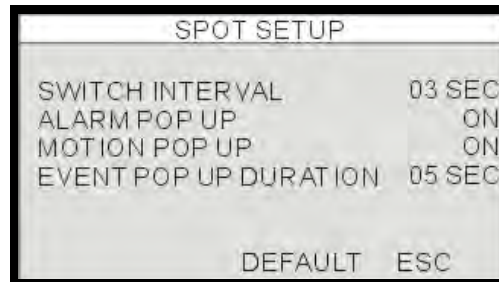 SPOT SETUP
SWITCH INTERVAL 03 SEC
ALARM POP UP ON
MOTION POP UP ON
EVENT POP UP DURATION 05 SEC
DEFAULT ESC